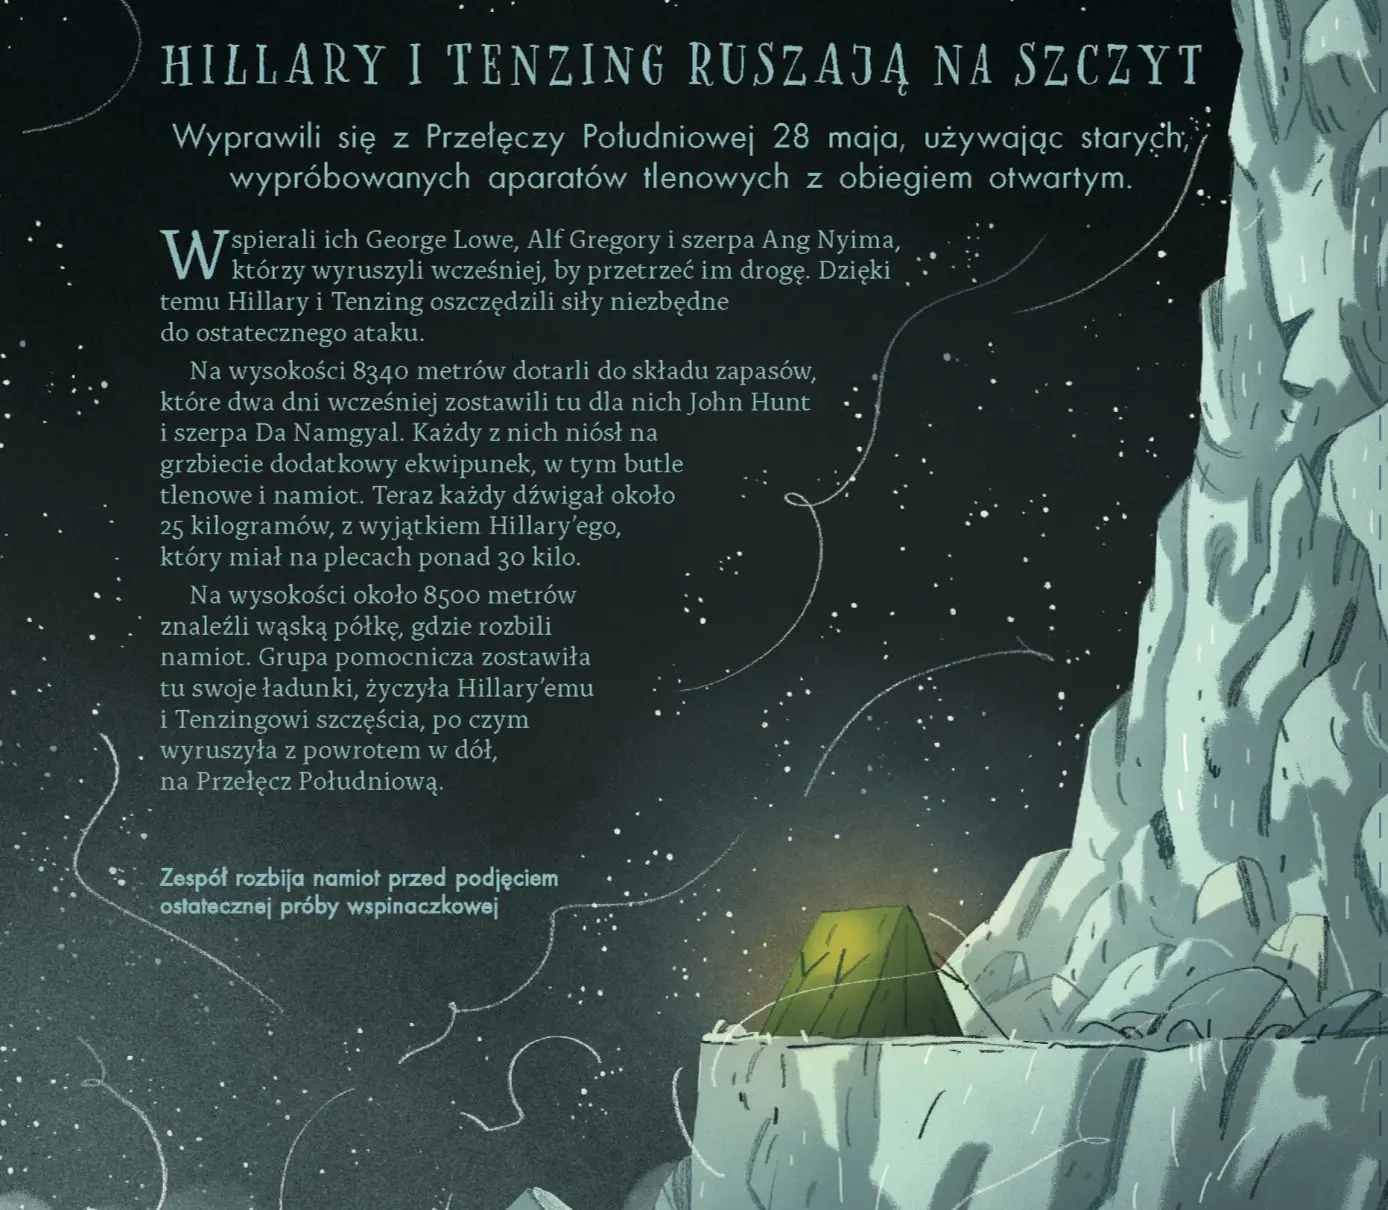 HILLARY I TENZING RUSZAJĄ NA SZCZYT
Wyprawili się z Przełęczy Południowej 28 maja, używając starych,
wypróbowanych aparatów tlenowych z obiegiem otwartym.
Wspierali ich George Lowe, Alf Gregory i szerpa Ang Nyima,
którzy wyruszyli wcześniej, by przetrzeć im drogę. Dzięki
temu Hillary i Tenzing oszczędzili siły niezbędne
do ostatecznego ataku.
Na wysokości 8340 metrów dotarli do składu zapasów,
które dwa dni wcześniej zostawili tu dla nich John Hunt
i szerpa Da Namgyal. Każdy z nich niósł na
grzbiecie dodatkowy ekwipunek, w tym butle
tlenowe i namiot. Teraz każdy dźwigał około
25 kilogramów, z wyjątkiem Hillary’ego,
który miał na plecach ponad 30 kilo.
Na wysokości około 8500 metrów
znaleźli wąską półkę, gdzie rozbili
namiot. Grupa pomocnicza zostawiła
tu swoje ładunki, życzyła Hillary’emu
i Tenzingowi szczęścia, po czym
wyruszyła z powrotem w dół,
na Przełęcz Południową.
Zespół rozbija namiot przed podjęciem
ostatecznej próby wspinaczkowej